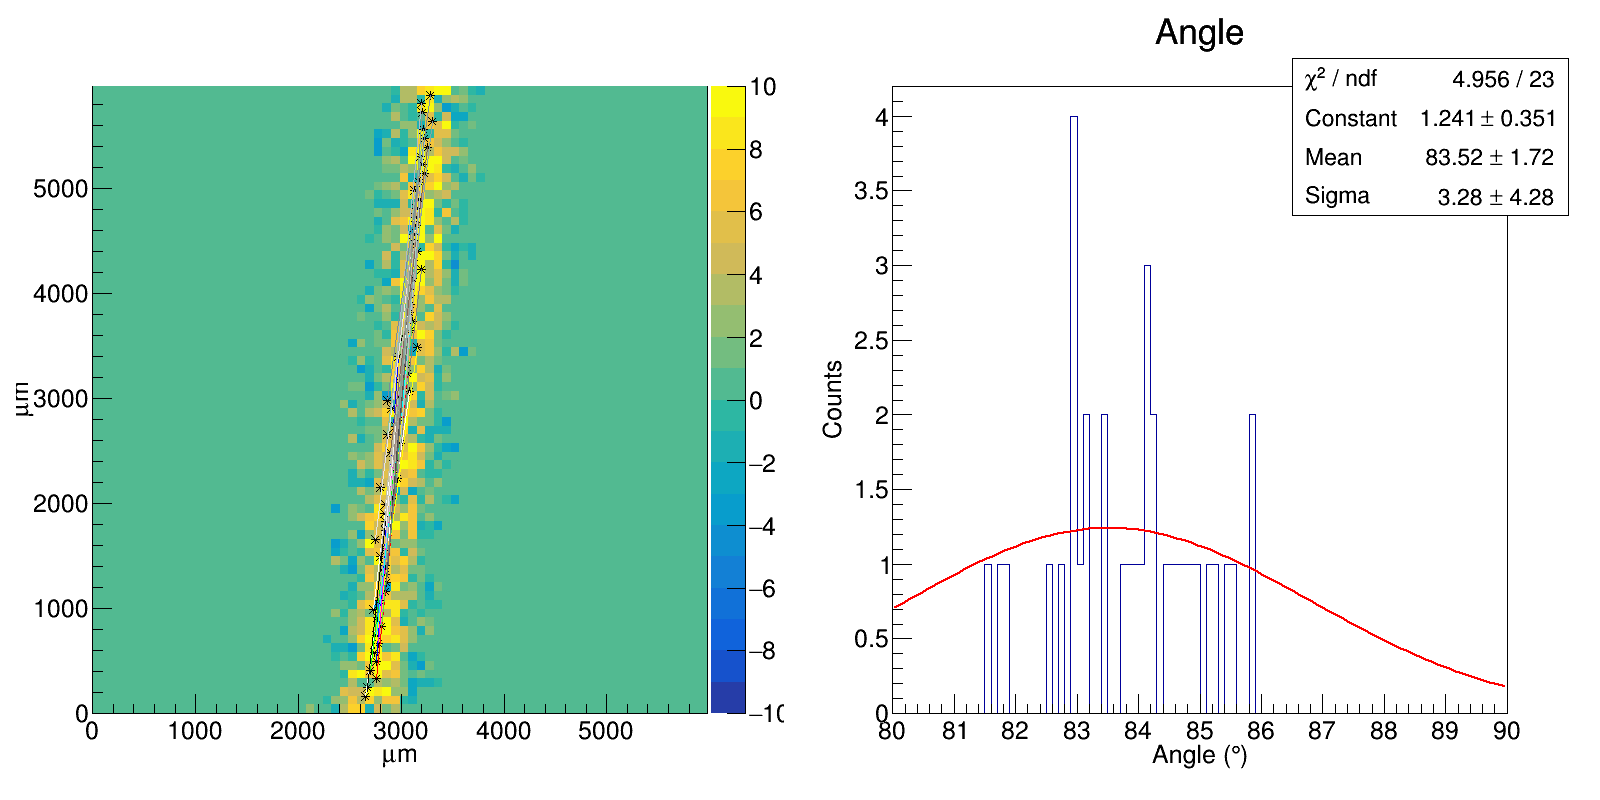 Angle
χ² / ndf 4.956 / 23
Constant 1.241 ± 0.351
Mean 83.52 ± 1.72
Sigma 3.28 ± 4.28
μm
5000
4000
3000
2000
1000
0
0 1000 2000 3000 4000 5000
μm
10
8
6
4
2
0
−2
−4
−6
−8
−10
Counts
4
3.5
3
2.5
2
1.5
1
0.5
0
80 81 82 83 84 85 86 87 88 89 90
Angle (°)